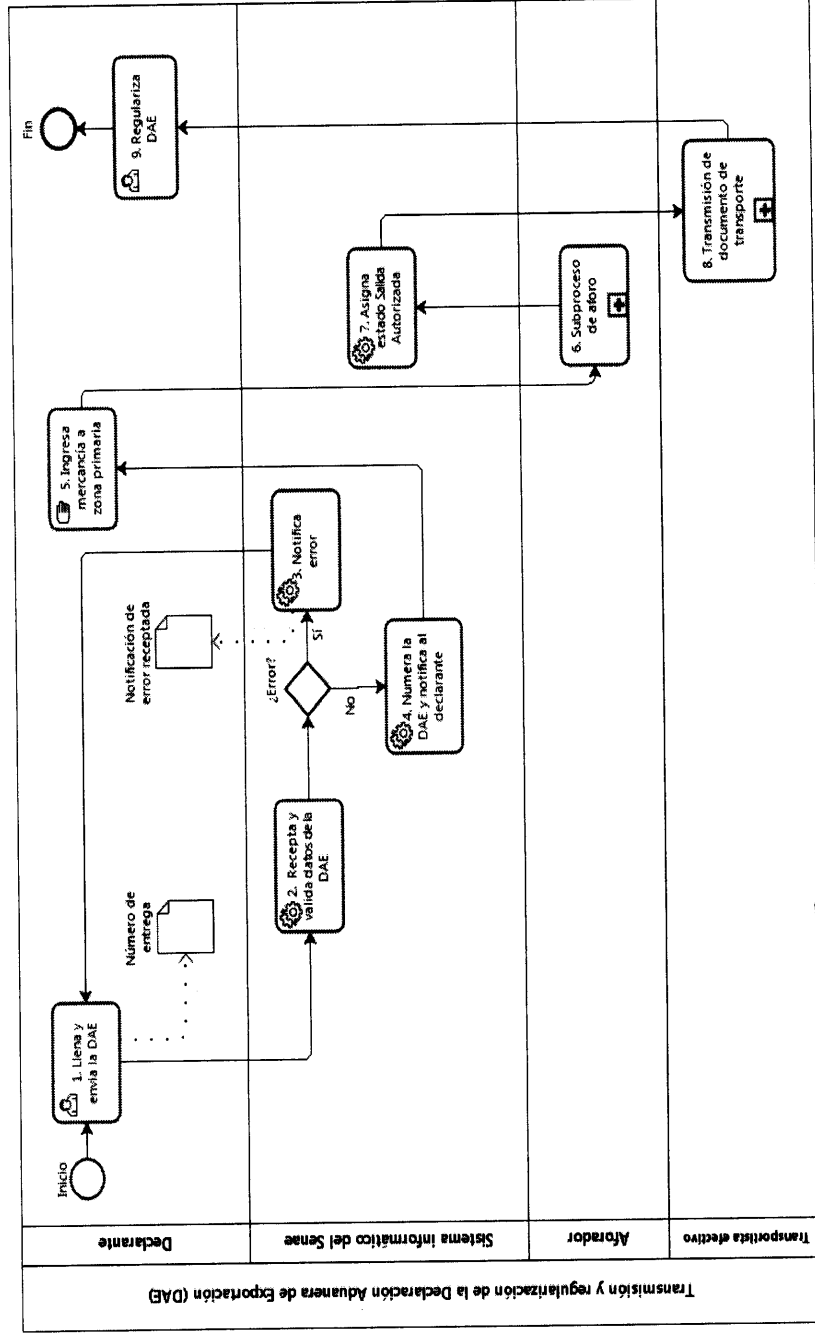 Transmisión y regularización de la Declaración Aduanera de Exportación (DAE)
Declarante
Inicio
1. Llena y
envia la DAE
Número de
entrega
Notificación de
error receptada
5. Ingresa
mercancía a
zona primaria
9. Regulariza
DAE
Fin
Sistema informático del Senae
2. Recepta y
valida datos de la
DAE.
¿Error?
Sí
No
3. Notifica
error
4. Numera la
DAE y notifica al
declarante
7. Asigna
estado Salida
Autorizada
Aforador
6. Subproceso
de aforo
Transportista efectivo
8. Transmisión de
documento de
transporte